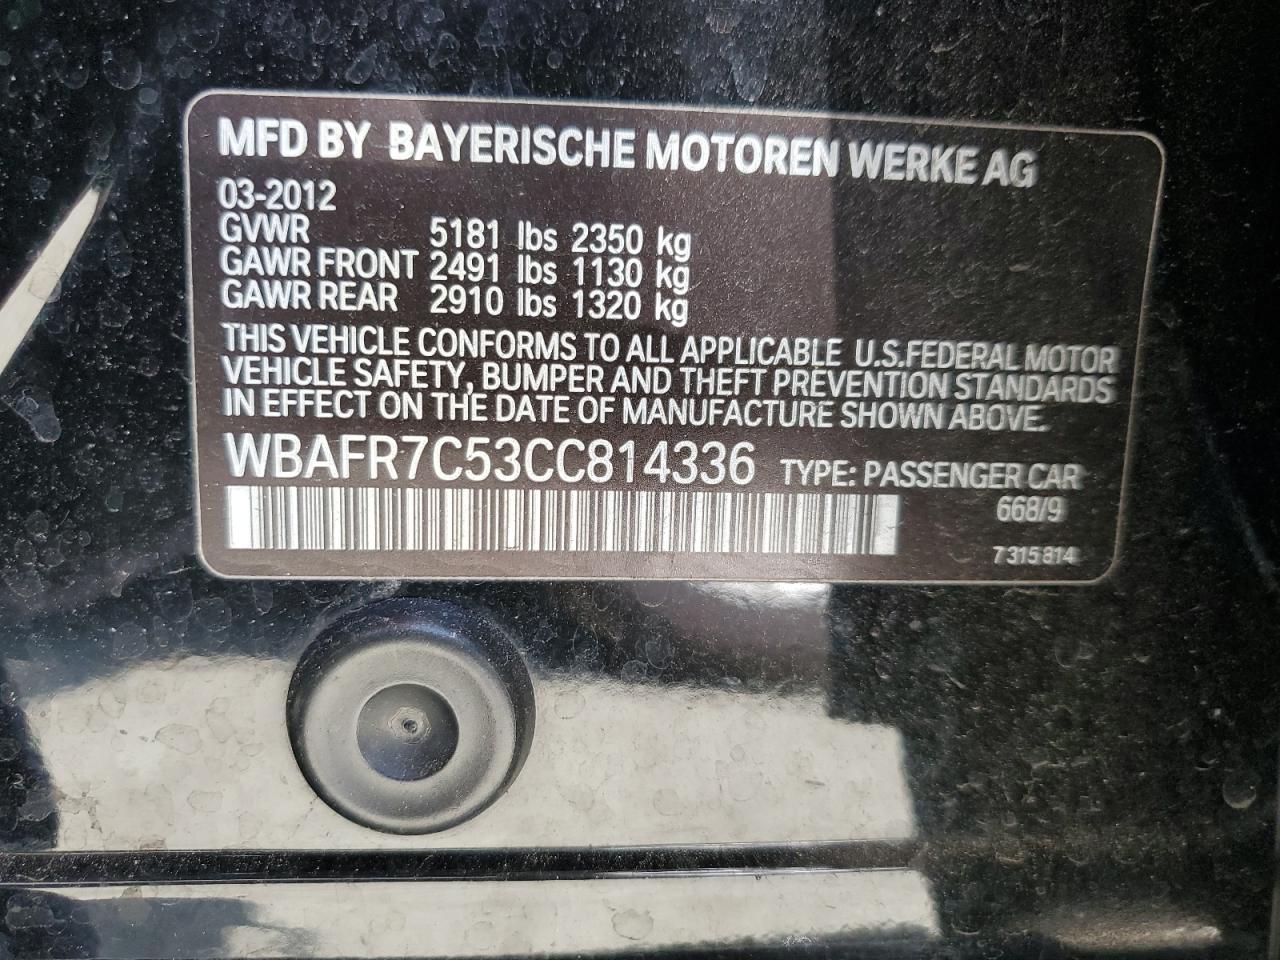 MFD BY BAYERISCHE MOTOREN WERKE AG
03-2012
GVWR 5181 lbs 2350 kg
GAWR FRONT 2491 lbs 1130 kg
GAWR REAR 2910 lbs 1320 kg
THIS VEHICLE CONFORMS TO ALL APPLICABLE U.S.FEDERAL MOTOR
VEHICLE SAFETY, BUMPER AND THEFT PREVENTION STANDARDS
IN EFFECT ON THE DATE OF MANUFACTURE SHOWN ABOVE.
WBAFR7C53CC814336 TYPE: PASSENGER CAR
668/9
7 315 814